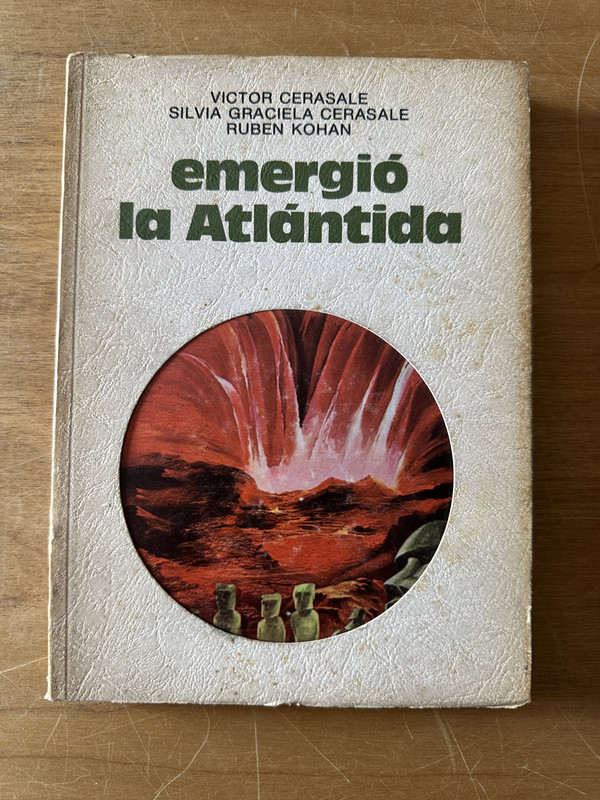 VICTOR CERASALE
SILVIA GRACIELA CERASALE
RUBEN KOHAN
emergió
la Atlántida